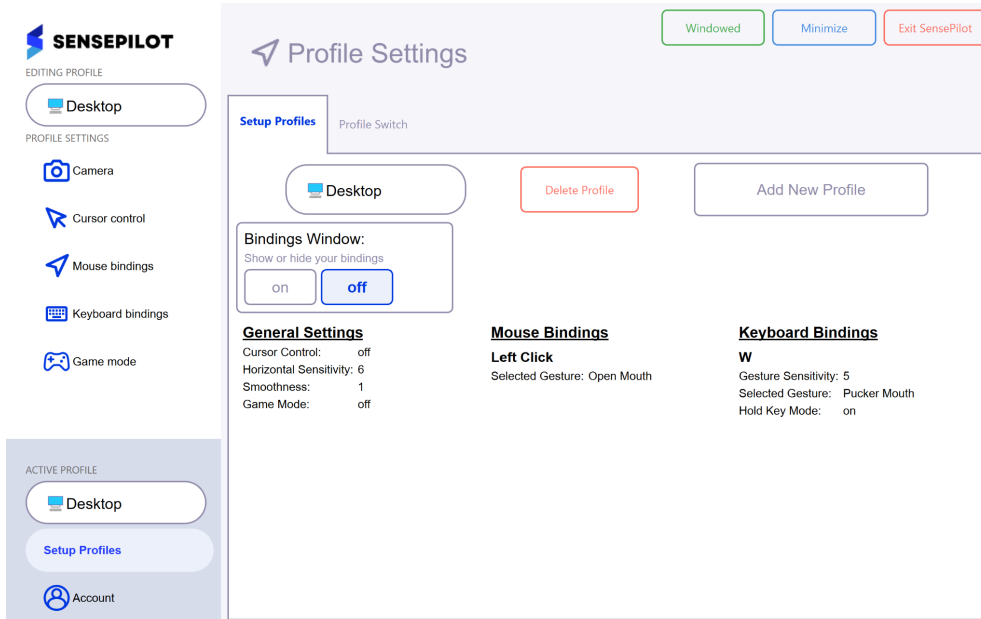 SENSEPILOT
EDITING PROFILE
Desktop
PROFILE SETTINGS
Camera
Cursor control
Mouse bindings
Keyboard bindings
Game mode
ACTIVE PROFILE
Desktop
Setup Profiles
Account
Windowed
Minimize
Exit SensePilot
Profile Settings
Setup Profiles
Profile Switch
Desktop
Delete Profile
Add New Profile
Bindings Window:
Show or hide your bindings
on
off
General Settings
Cursor Control: off
Horizontal Sensitivity: 6
Smoothness: 1
Game Mode: off
Mouse Bindings
Left Click
Selected Gesture: Open Mouth
Keyboard Bindings
W
Gesture Sensitivity: 5
Selected Gesture: Pucker Mouth
Hold Key Mode: on